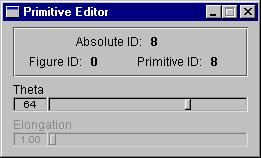 Primitive Editor
Absolute ID: 8
Figure ID: 0 Primitive ID: 8
Theta
64
Elongation
1.00